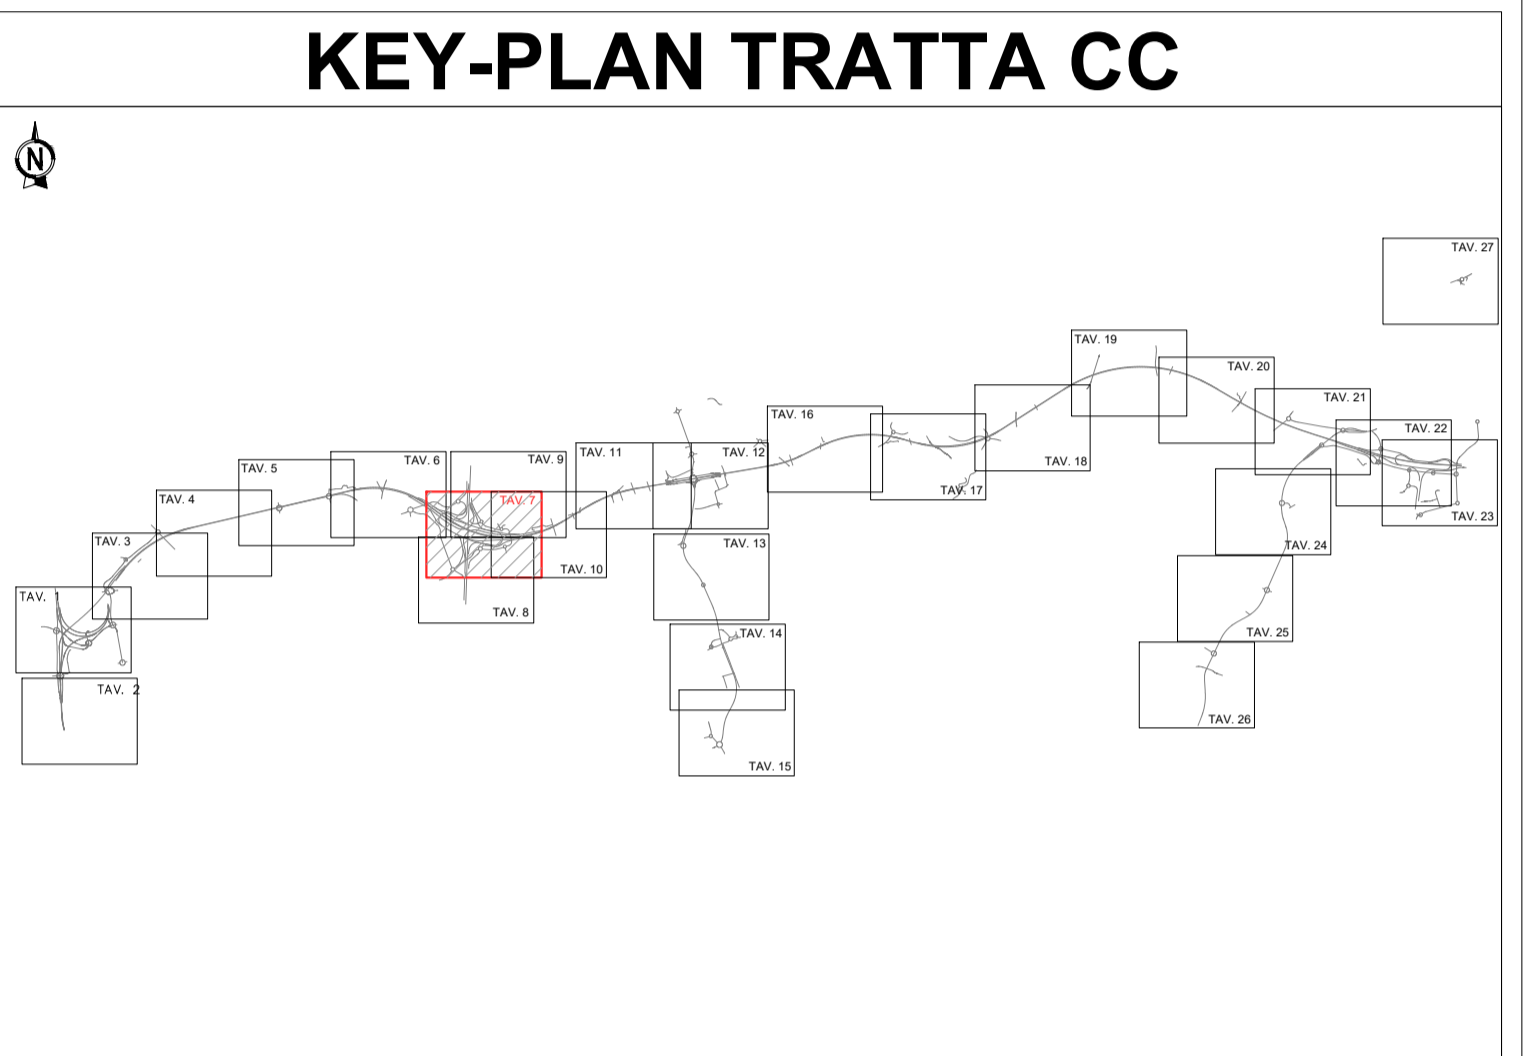 KEY-PLAN TRATTA CC
N
TAV. 27
TAV. 19
TAV. 20
TAV. 21
TAV. 16
TAV. 22
TAV. 6
TAV. 9
TAV. 11
TAV. 12
TAV. 18
TAV. 5
TAV. 17
TAV. 4
TAV. 7
TAV. 23
TAV. 3
TAV. 13
TAV. 24
TAV. 10
TAV. 1
TAV. 8
TAV. 14
TAV. 25
TAV. 2
TAV. 26
TAV. 15